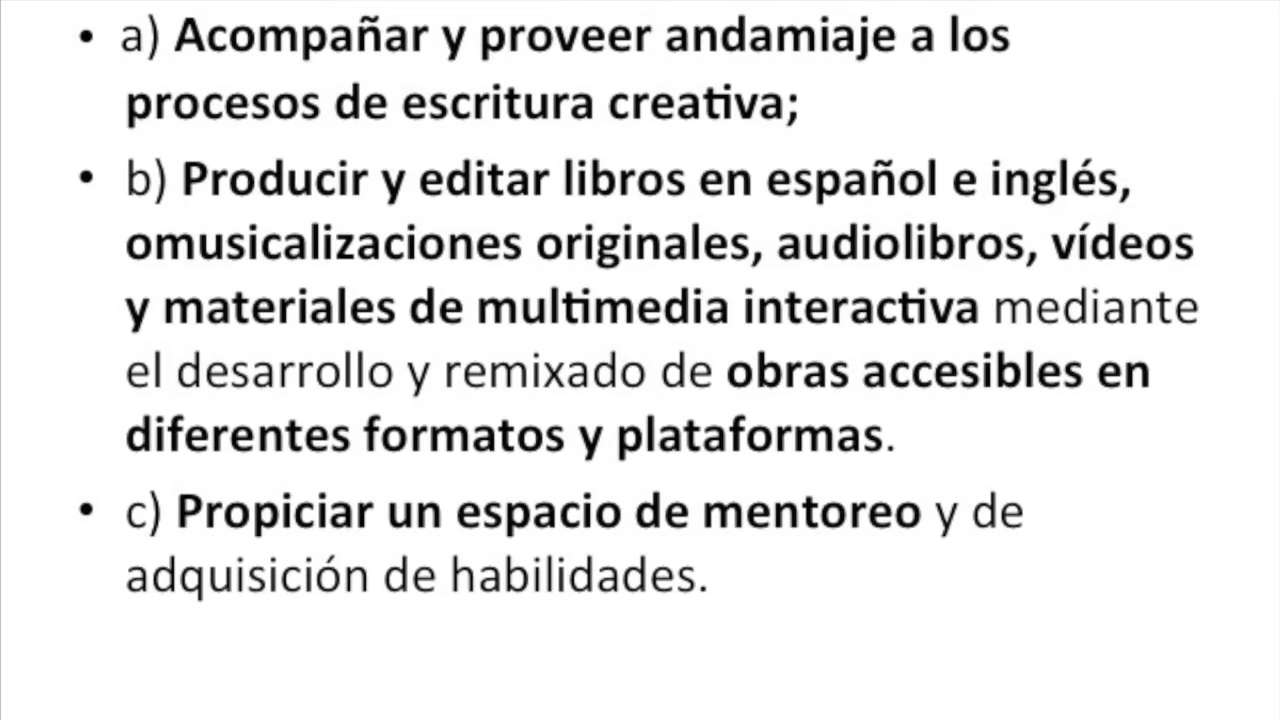 • a) Acompañar y proveer andamiaje a los
procesos de escritura creativa;
• b) Producir y editar libros en español e inglés,
omusicalizaciones originales, audiolibros, vídeos
y materiales de multimedia interactiva mediante
el desarrollo y remixado de obras accesibles en
diferentes formatos y plataformas.
• c) Propiciar un espacio de mentoreo y de
adquisición de habilidades.